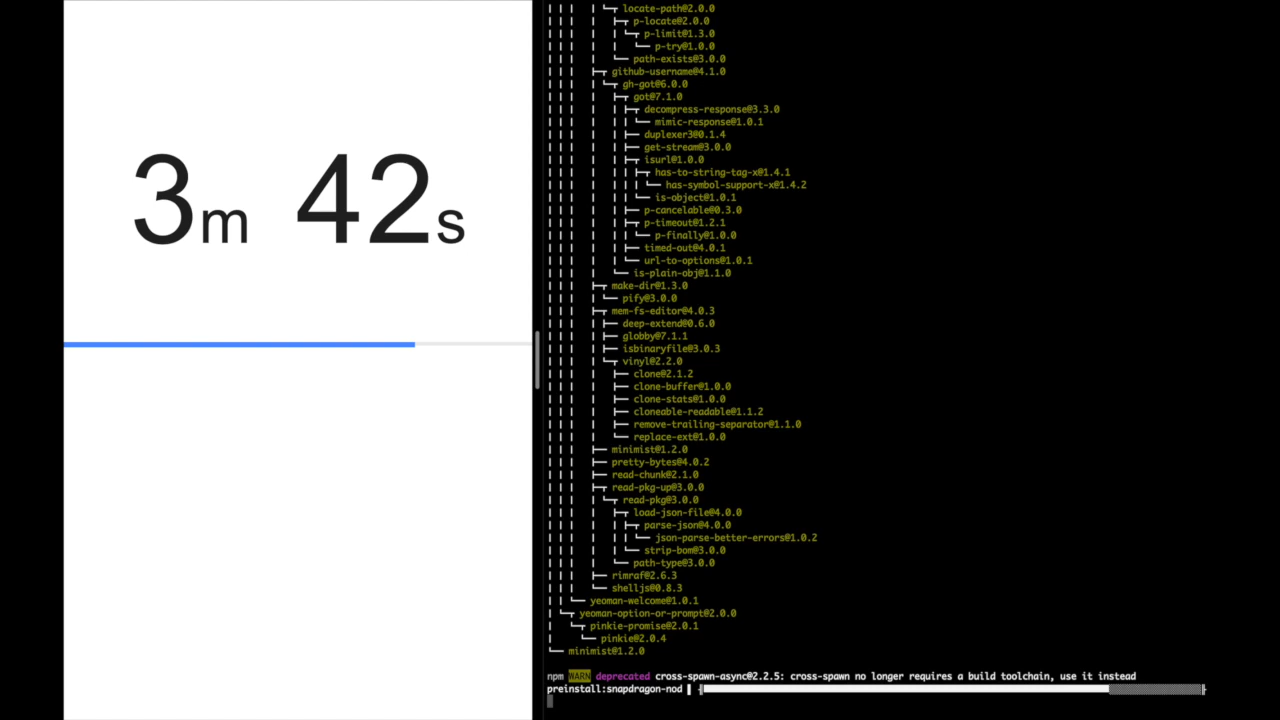 3m 42s
locate-path@2.0.0
p-locate@2.0.0
p-limit@1.3.0
p-try@1.0.0
path-exists@3.0.0
github-username@4.1.0
gh-got@6.0.0
got@7.1.0
decompress-response@3.3.0
mimic-response@1.0.1
duplexer3@0.1.4
get-stream@3.0.0
isurl@1.0.0
has-to-string-tag-x@1.4.1
has-symbol-support-x@1.4.2
is-object@1.0.1
p-cancelable@0.3.0
p-timeout@1.2.1
p-finally@1.0.0
timed-out@4.0.1
url-to-options@1.0.1
is-plain-obj@1.1.0
make-dir@1.3.0
pify@3.0.0
mem-fs-editor@4.0.3
deep-extend@0.6.0
globby@7.1.1
isbinaryfile@3.0.3
vinyl@2.2.0
clone@2.1.2
clone-buffer@1.0.0
clone-stats@1.0.0
cloneable-readable@1.1.2
remove-trailing-separator@1.1.0
replace-ext@1.0.0
minimist@1.2.0
pretty-bytes@4.0.2
read-chunk@2.1.0
read-pkg-up@3.0.0
read-pkg@3.0.0
load-json-file@4.0.0
parse-json@4.0.0
json-parse-better-errors@1.0.2
strip-bom@3.0.0
path-type@3.0.0
rimraf@2.6.3
shelljs@0.8.3
yeoman-welcome@1.0.1
yeoman-option-or-prompt@2.0.0
pinkie-promise@2.0.1
pinkie@2.0.4
minimist@1.2.0
npm WARN deprecated cross-spawn-async@2.2.5: cross-spawn no longer requires a build toolchain, use it instead
preinstall:snapdragon-nod